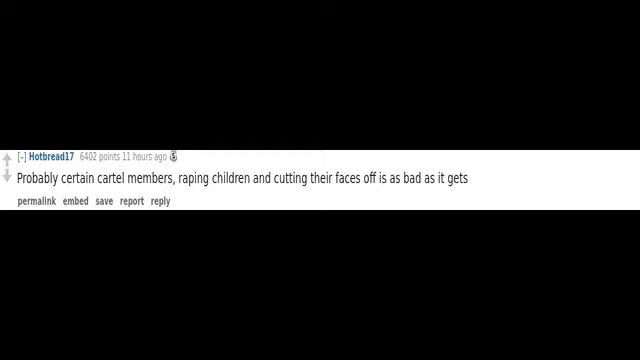 [-] Hotbread17 6402 points 11 hours ago
Probably certain cartel members, raping children and cutting their faces off is as bad as it gets
permalink embed save report reply